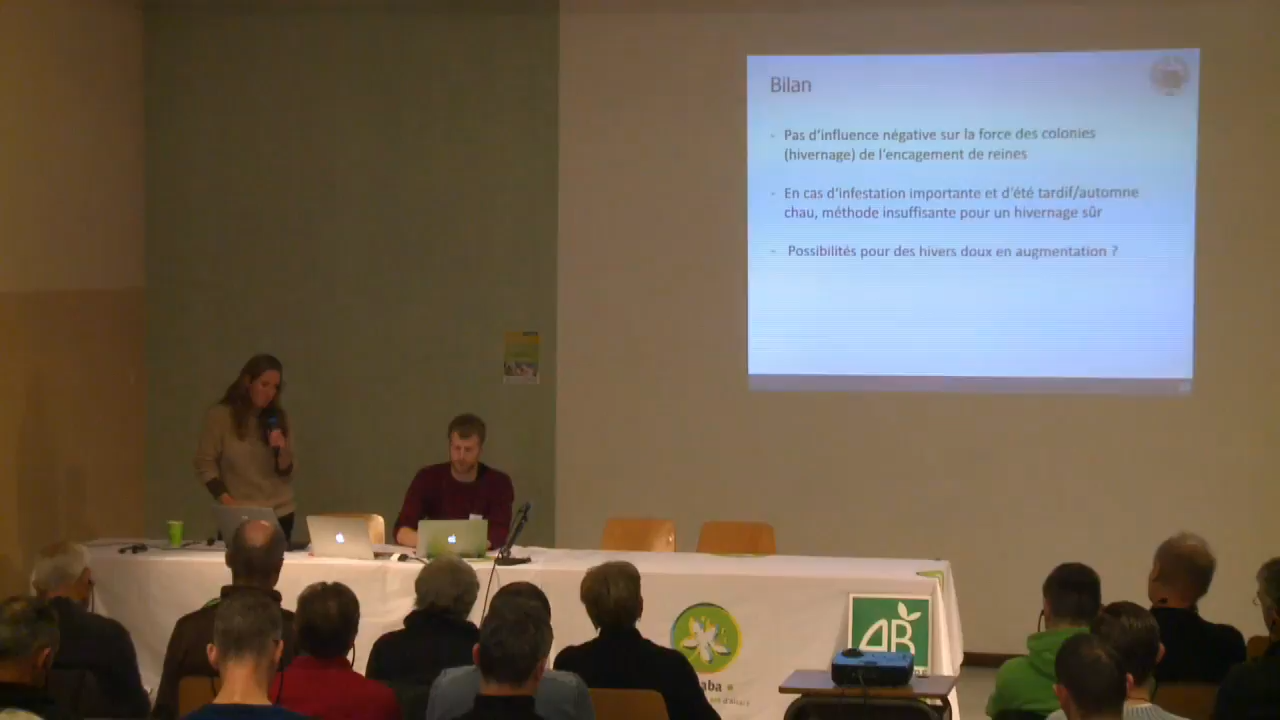 Bilan
- Pas d'influence négative sur la force des colonies
(hivernage) de l'encagement de reines
- En cas d'infestation importante et d'été tardif/automne
chau, méthode insuffisante pour un hivernage sûr
- Possibilités pour des hivers doux en augmentation ?
AB
aba